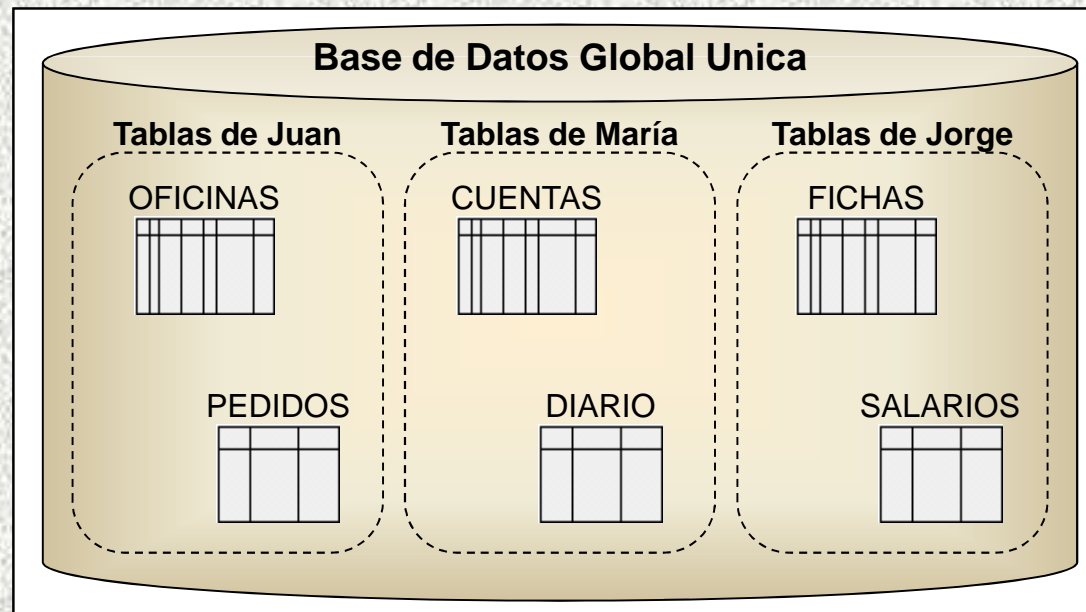 Base de Datos Global Unica
Tablas de Juan
Tablas de María
Tablas de Jorge
OFICINAS
CUENTAS
FICHAS
PEDIDOS
DIARIO
SALARIOS